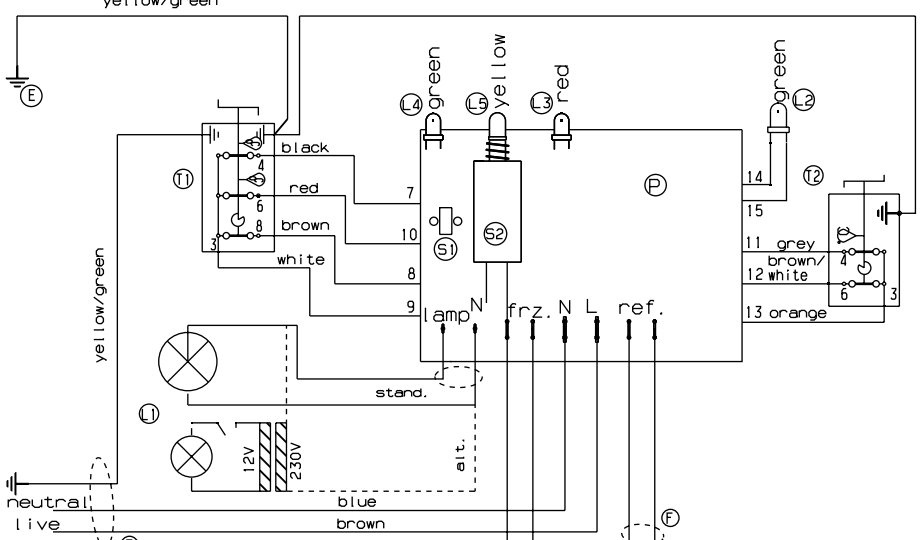 yellow/green
E
green
yellow
red
green
L4
L5
L3
L2
T1
black
4
red
6
brown
8
3
white
7
10
8
9
S1
S2
P
14
15
T2
11 grey
brown/
12 white
13 orange
4
6
3
lamp N frz. N L ref.
yellow/green
stand.
L1
12V
230V
alt.
neutral
blue
live
brown
F